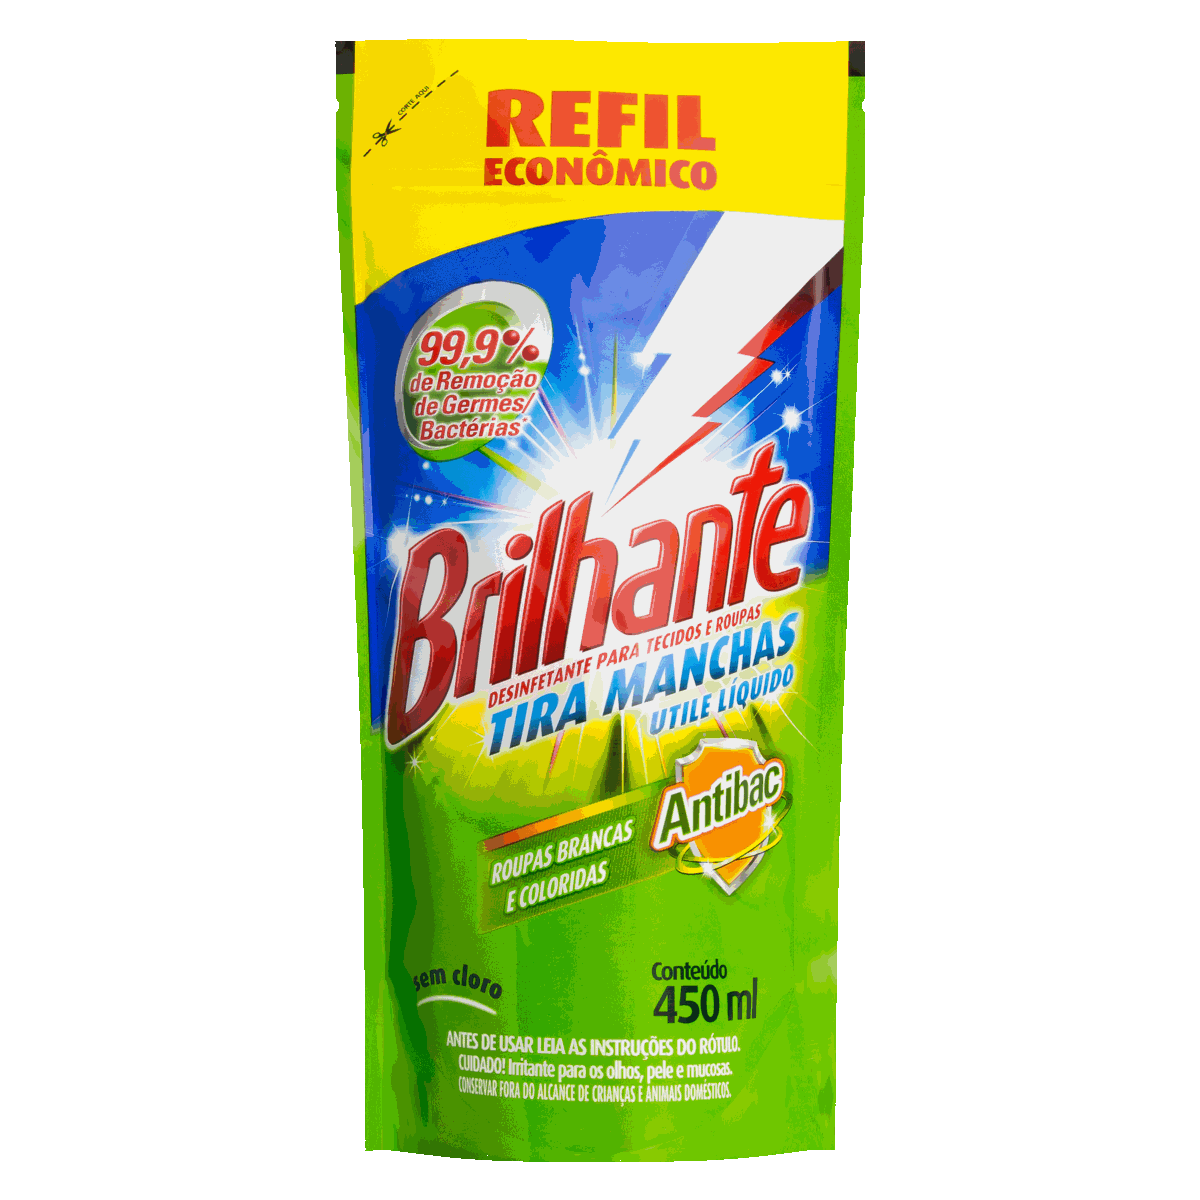 CORTE AQUI
REFIL
ECONÔMICO
99,9%
de Remoção
de Germes/
Bactérias*
Brilhante
DESINFETANTE PARA TECIDOS E ROUPAS
TIRA MANCHAS
UTILE LÍQUIDO
Antibac
ROUPAS BRANCAS
E COLORIDAS
sem cloro
Conteúdo
450 ml
ANTES DE USAR LEIA AS INSTRUÇÕES DO RÓTULO.
CUIDADO! Irritante para os olhos, pele e mucosas.
CONSERVAR FORA DO ALCANCE DE CRIANÇAS E ANIMAIS DOMÉSTICOS.